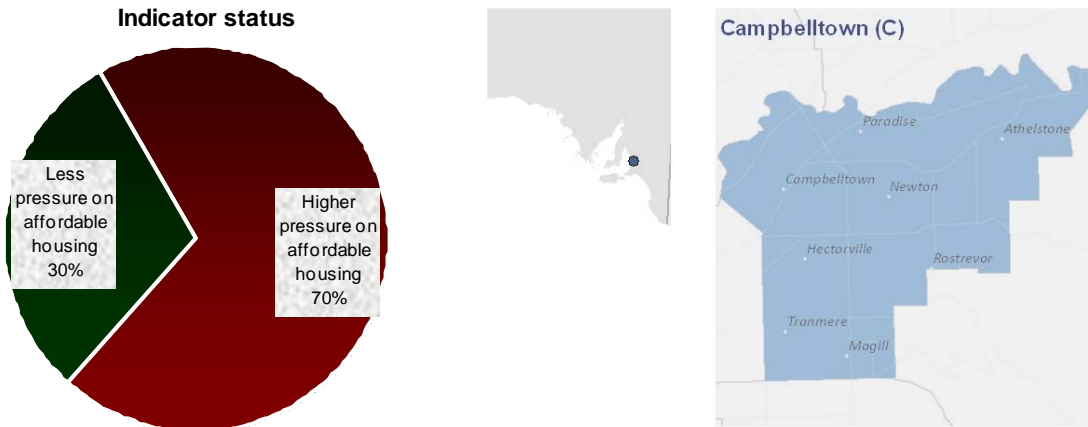 Indicator status
Less
pressure on
affordable
housing
30%
Higher
pressure on
affordable
housing
70%
Campbelltown (C)
Paradise
Athelstone
Campbelltown
Newton
Hectorville
Rostrevor
Tranmere
Magill